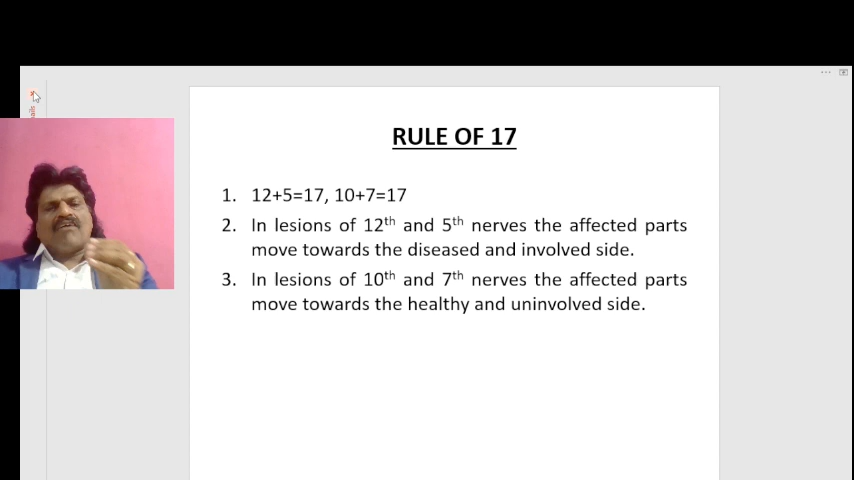 RULE OF 17
1. 12+5=17, 10+7=17
2. In lesions of 12th and 5th nerves the affected parts
move towards the diseased and involved side.
3. In lesions of 10th and 7th nerves the affected parts
move towards the healthy and uninvolved side.